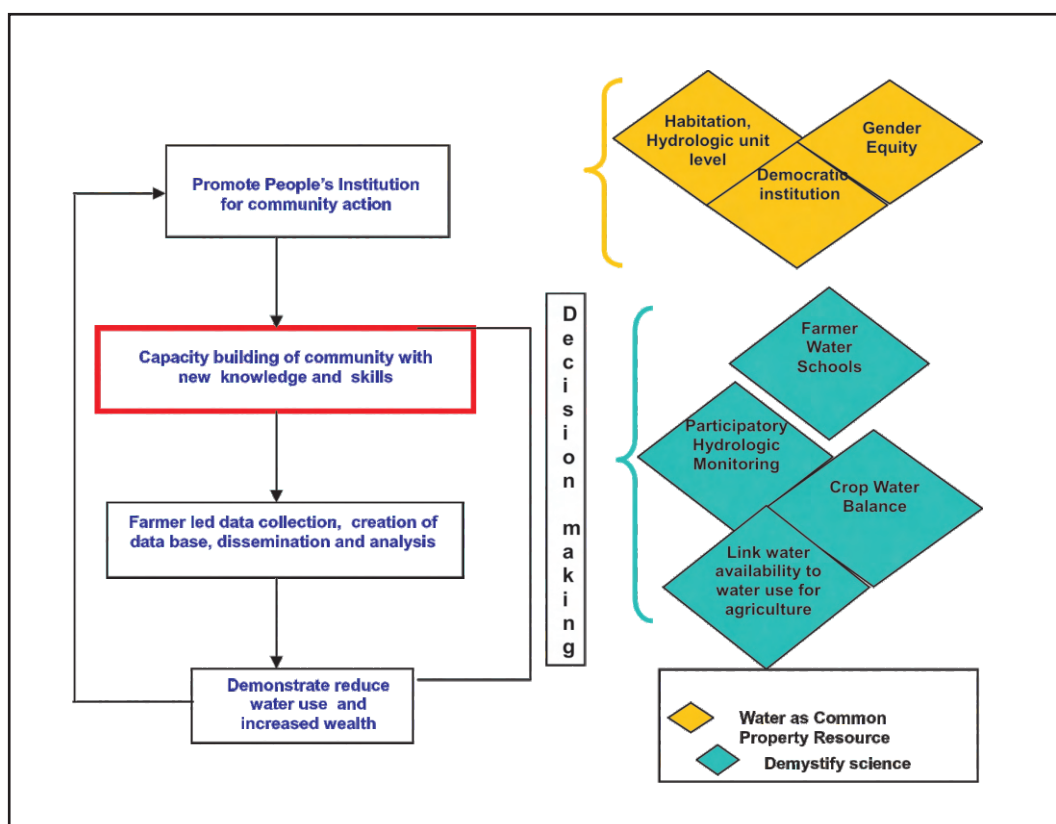 Promote People's Institution
for community action
Capacity building of community with
new knowledge and skills
Farmer led data collection, creation of
data base, dissemination and analysis
Demonstrate reduce
water use and
increased wealth
Decision making
Habitation,
Hydrologic unit
level
Gender
Equity
Democratic
institution
Farmer
Water
Schools
Participatory
Hydrologic
Monitoring
Crop Water
Balance
Link water
availability to
water use for
agriculture
Water as Common
Property Resource
Demystify science